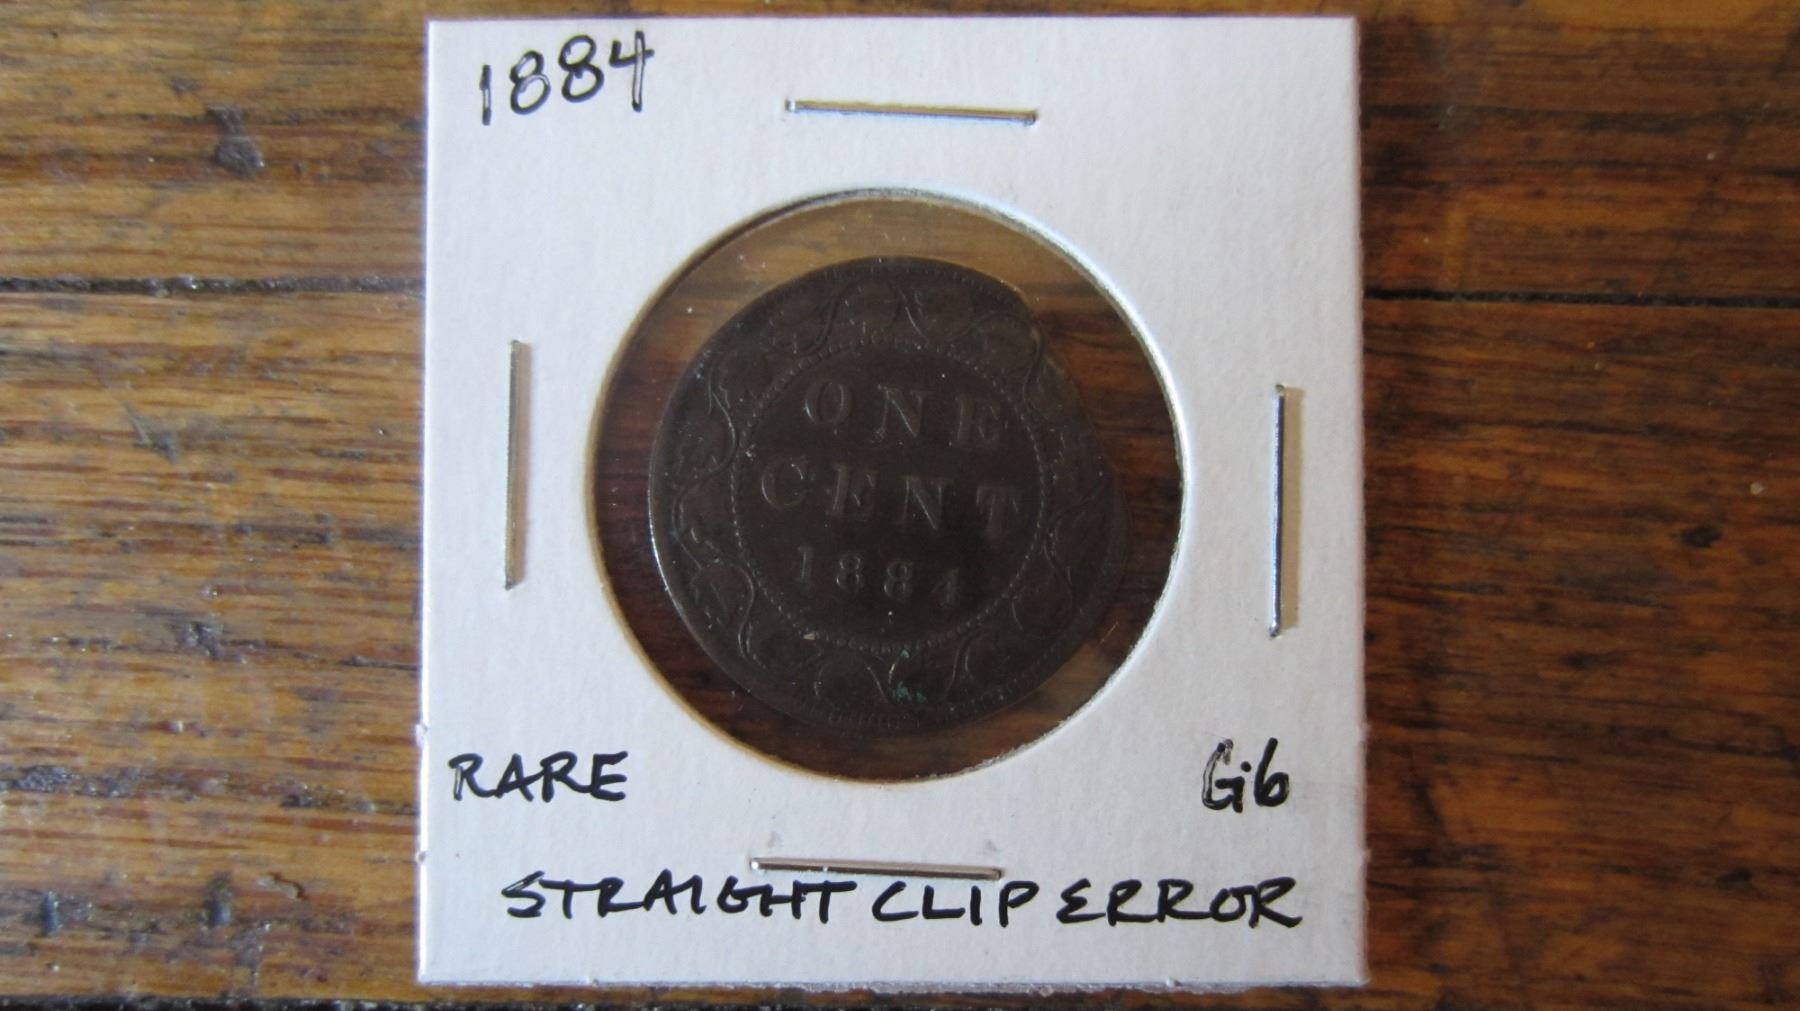 1884
ONE
CENT
1884
RARE
G6
STRAIGHT CLIP ERROR